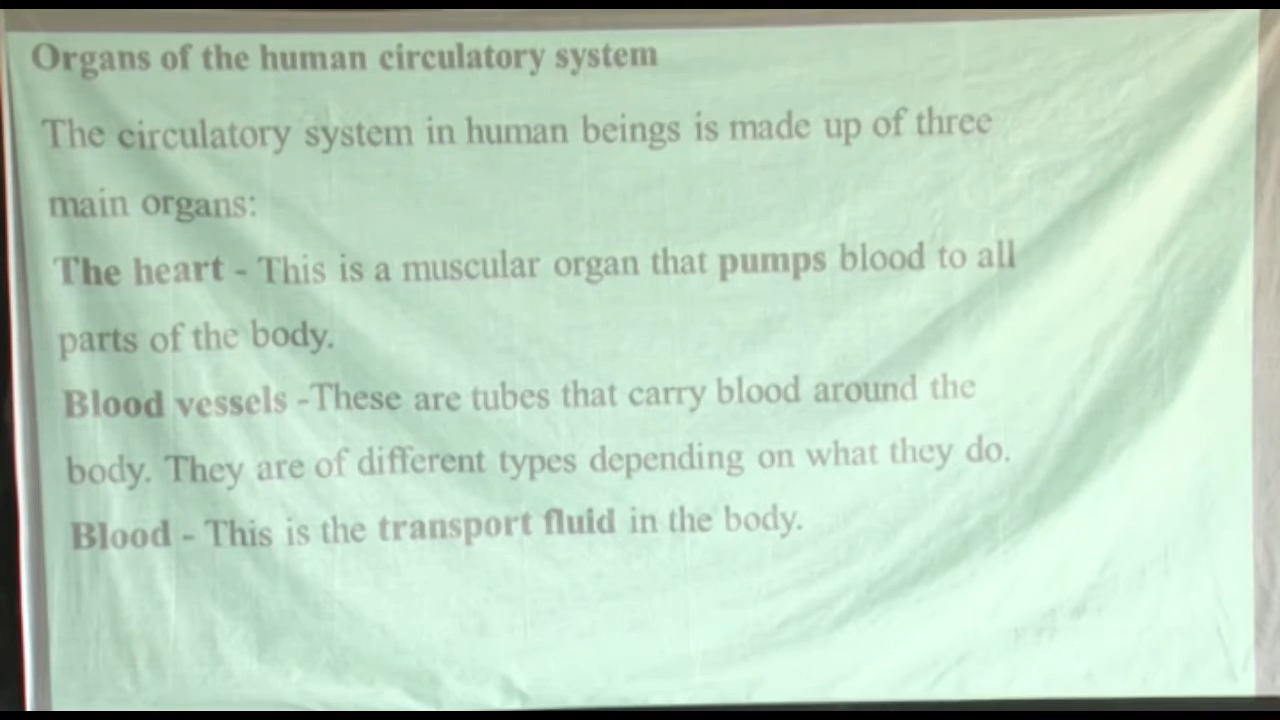 Organs of the human circulatory system
The circulatory system in human beings is made up of three
main organs:
The heart - This is a muscular organ that pumps blood to all
parts of the body.
Blood vessels -These are tubes that carry blood around the
body. They are of different types depending on what they do.
Blood - This is the transport fluid in the body.